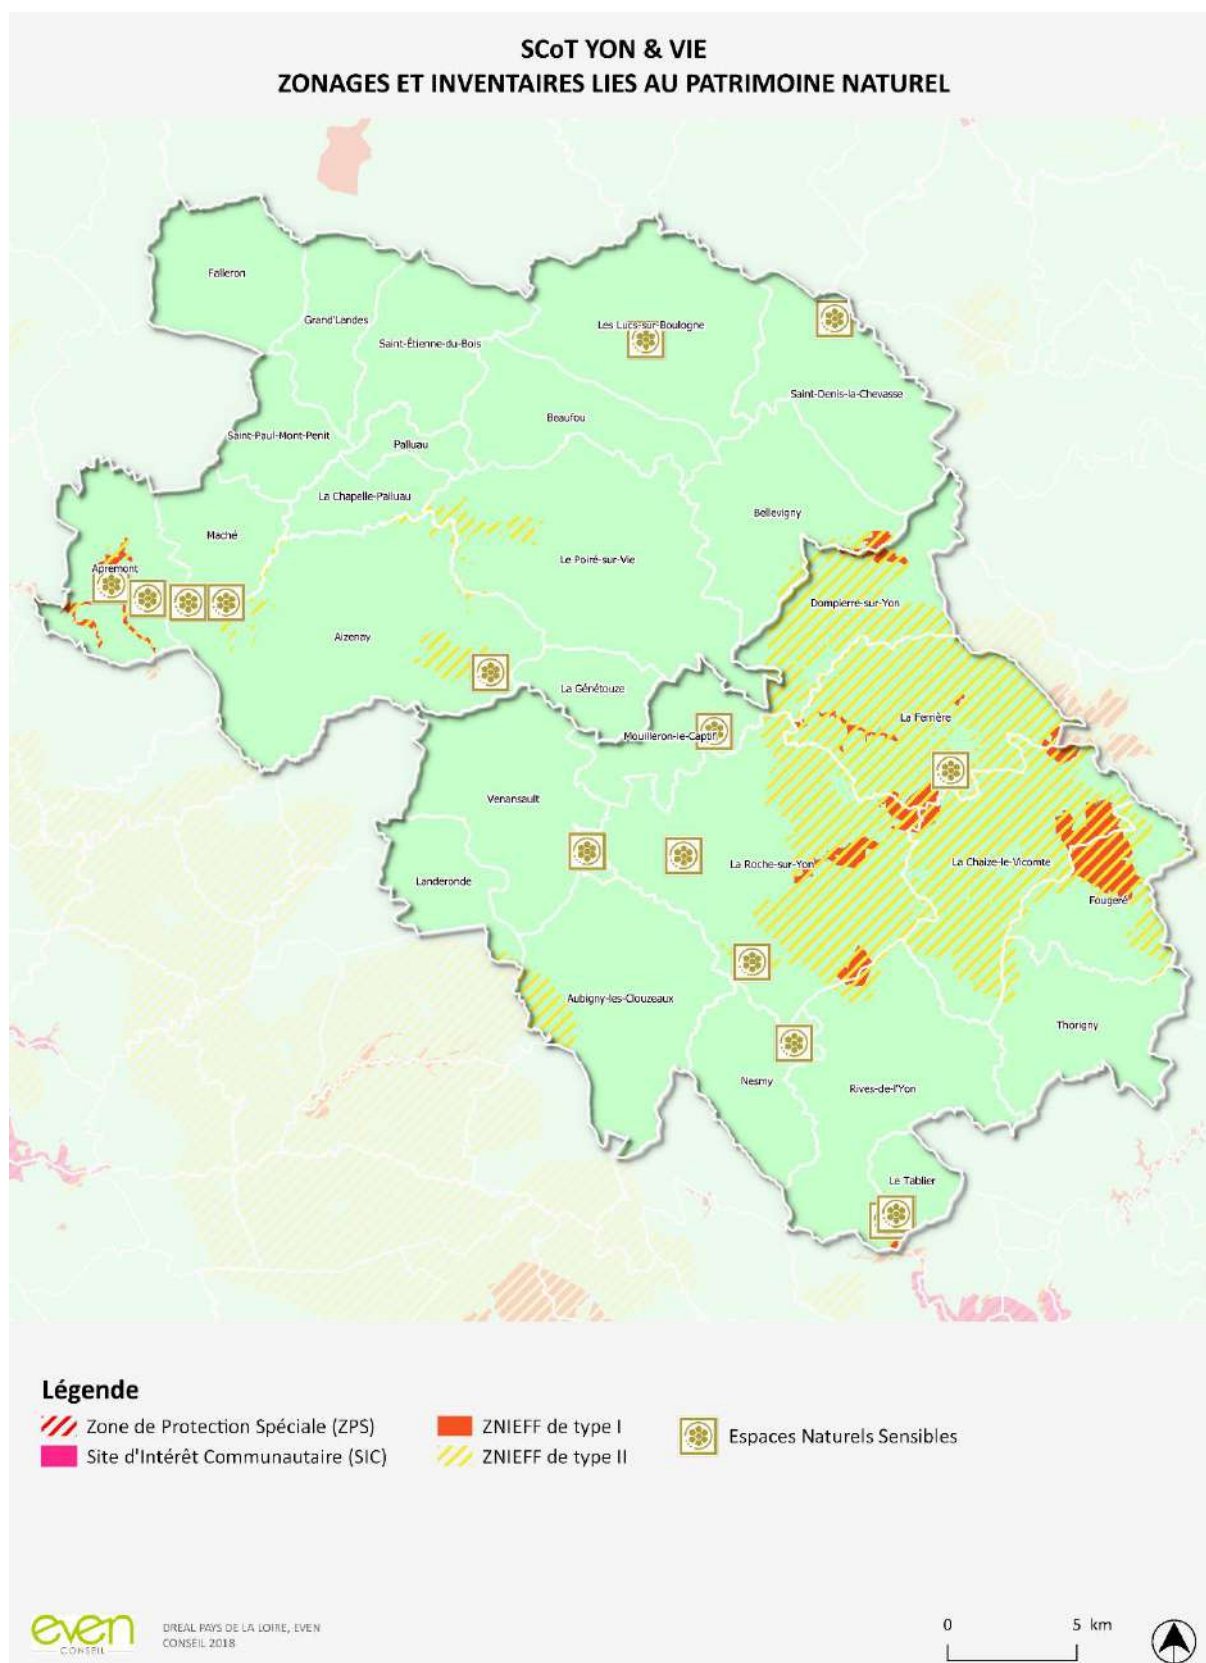 SCoT YON & VIE
ZONAGES ET INVENTAIRES LIES AU PATRIMOINE NATUREL
Falleron
Grand'Landes
Les Lucs-sur-Boulogne
Saint-Étienne-du-Bois
Saint-Denis-la-Chevasse
Beaufou
Saint-Paul-Mont-Penit
Palluau
La Chapelle-Palluau
Bellevigny
Maché
Le Poiré-sur-Vie
Apremont
Dompierre-sur-Yon
Aizenay
La Génétouze
La Ferrière
Mouilleron-le-Captif
Venansault
La Roche-sur-Yon
La Chaize-le-Vicomte
Landeronde
Fougeré
Aubigny-les-Clouzeaux
Thorigny
Nesmy
Rives-de-l'Yon
Le Tablier
Légende
Zone de Protection Spéciale (ZPS)
Site d'Intérêt Communautaire (SIC)
ZNIEFF de type I
ZNIEFF de type II
Espaces Naturels Sensibles
even
CONSEIL
DREAL PAYS DE LA LOIRE, EVEN
CONSEIL 2018
0 5 km